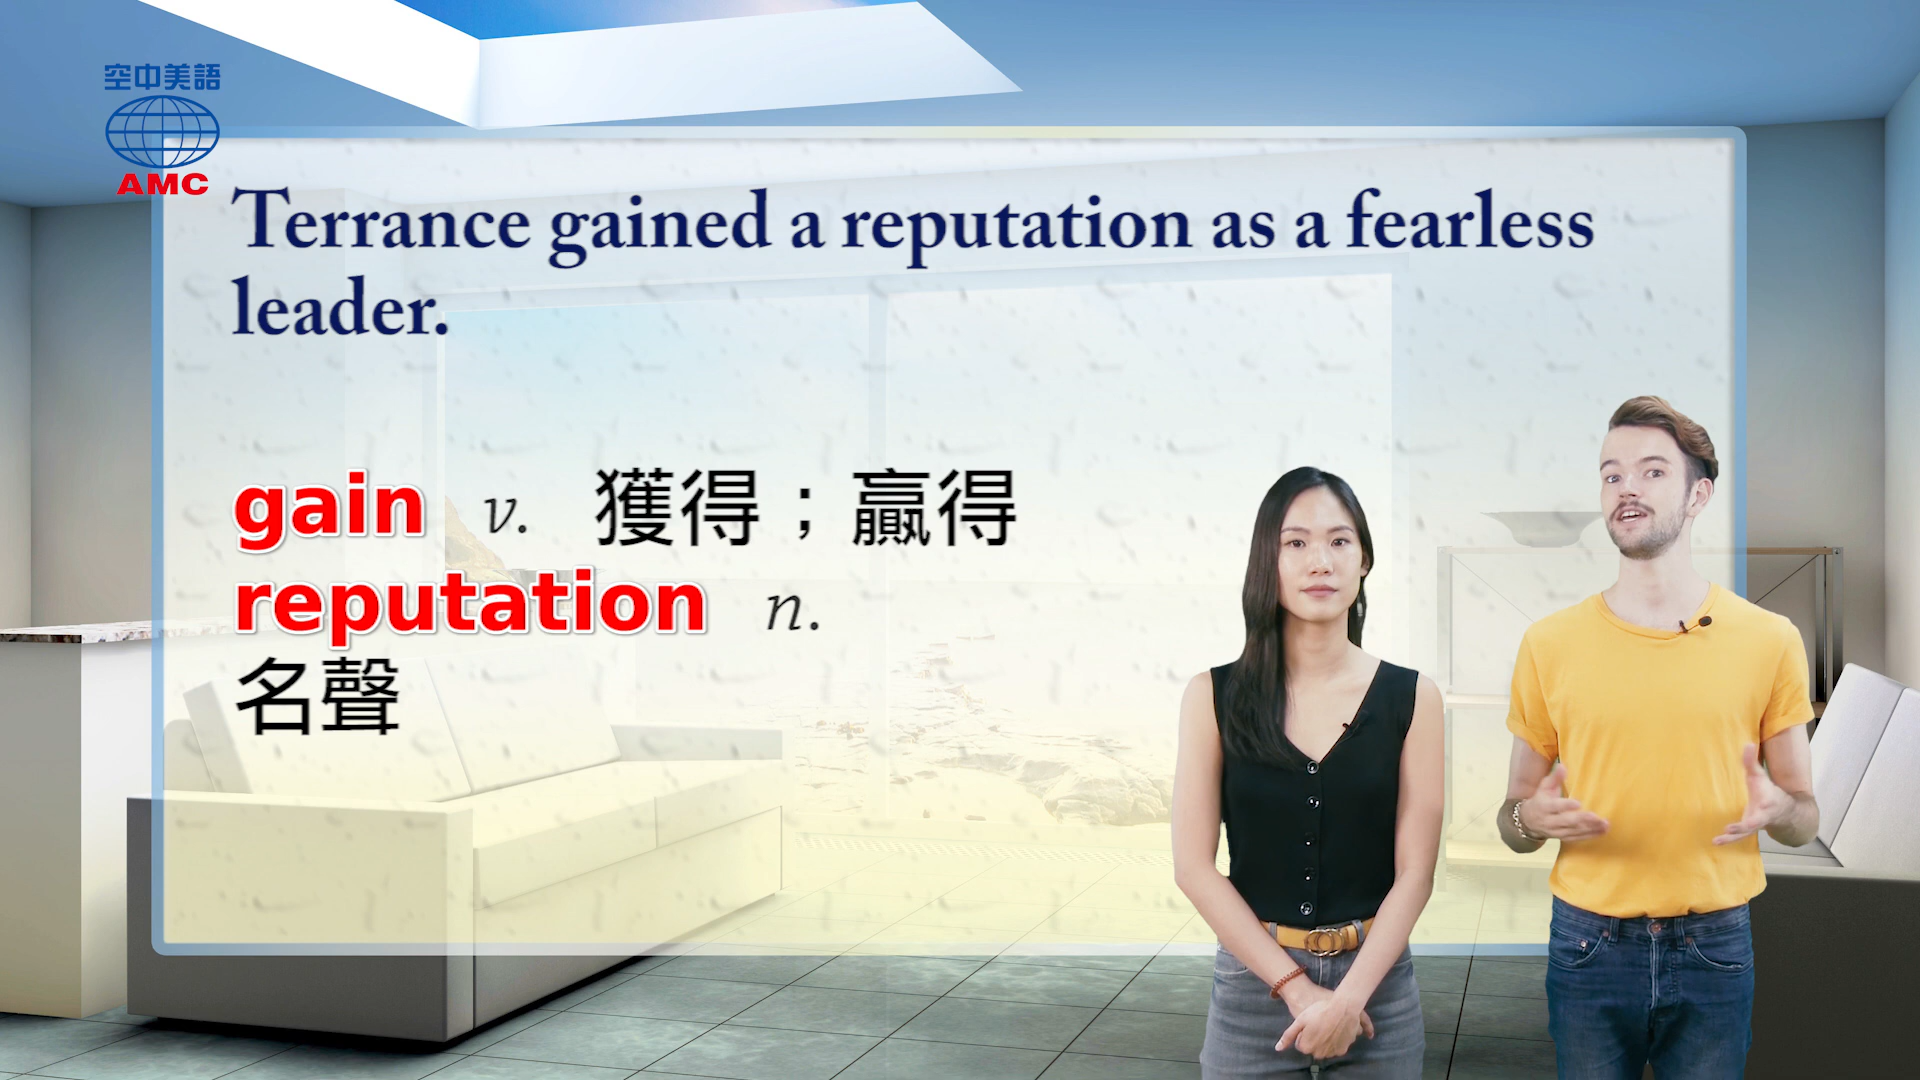 空中美語
AMC
Terrance gained a reputation as a fearless
leader.
gain v. 獲得；贏得
reputation n.
名聲